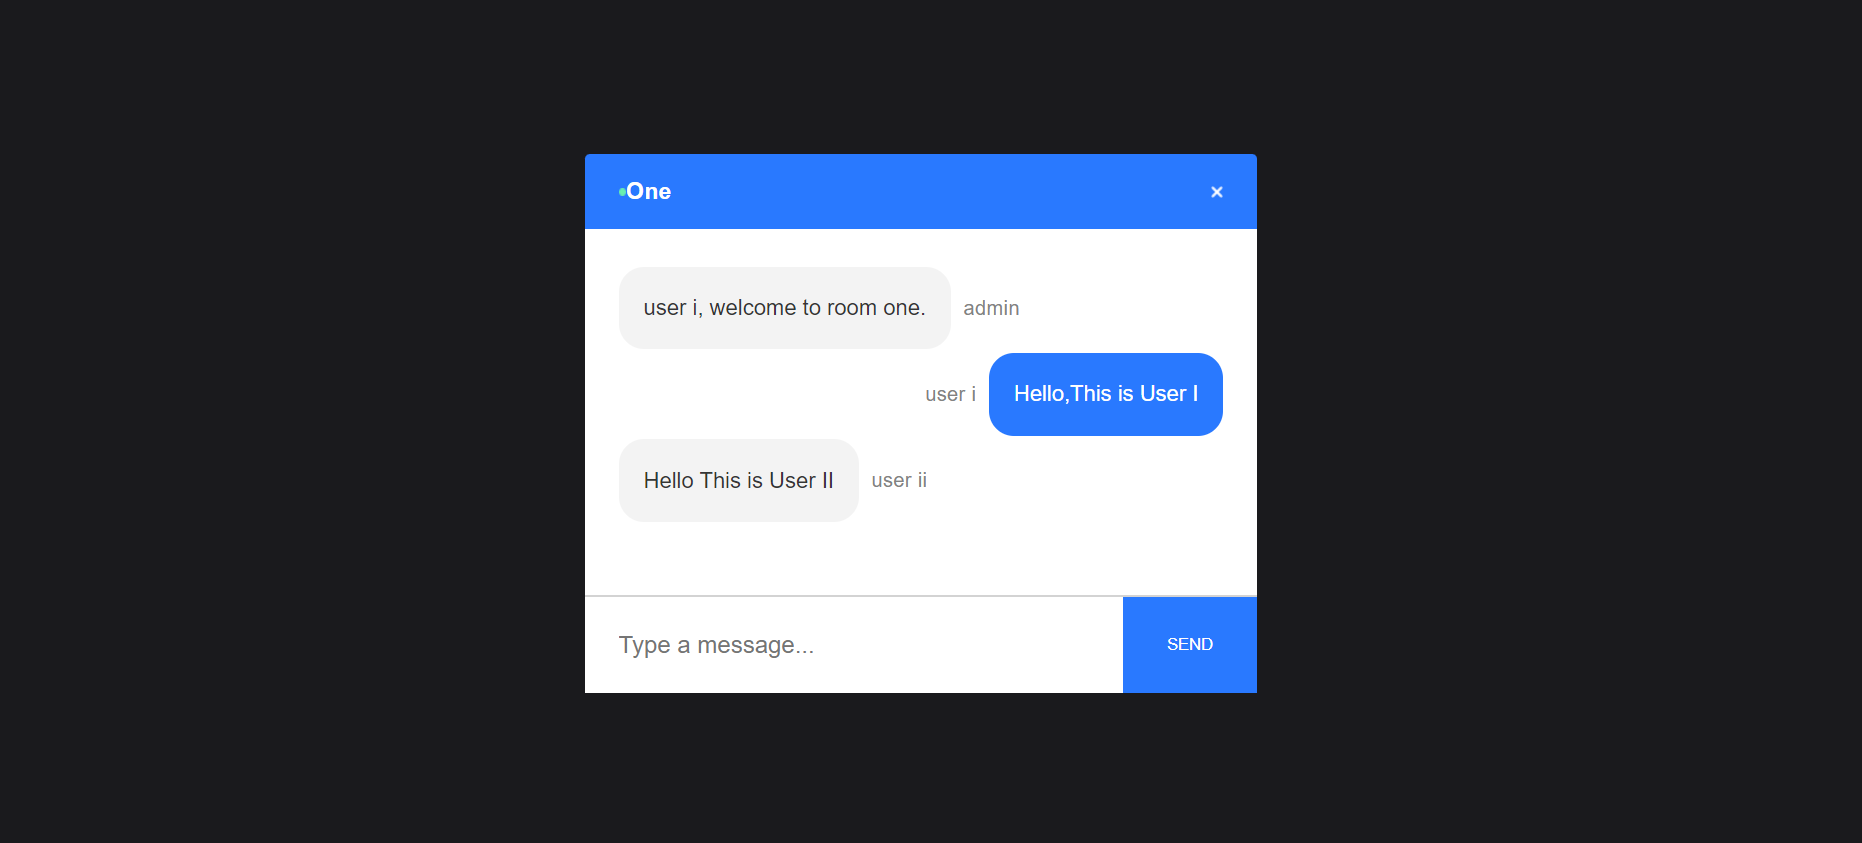 One
user i, welcome to room one. admin
user i Hello,This is User I
Hello This is User II user ii
Type a message...
SEND